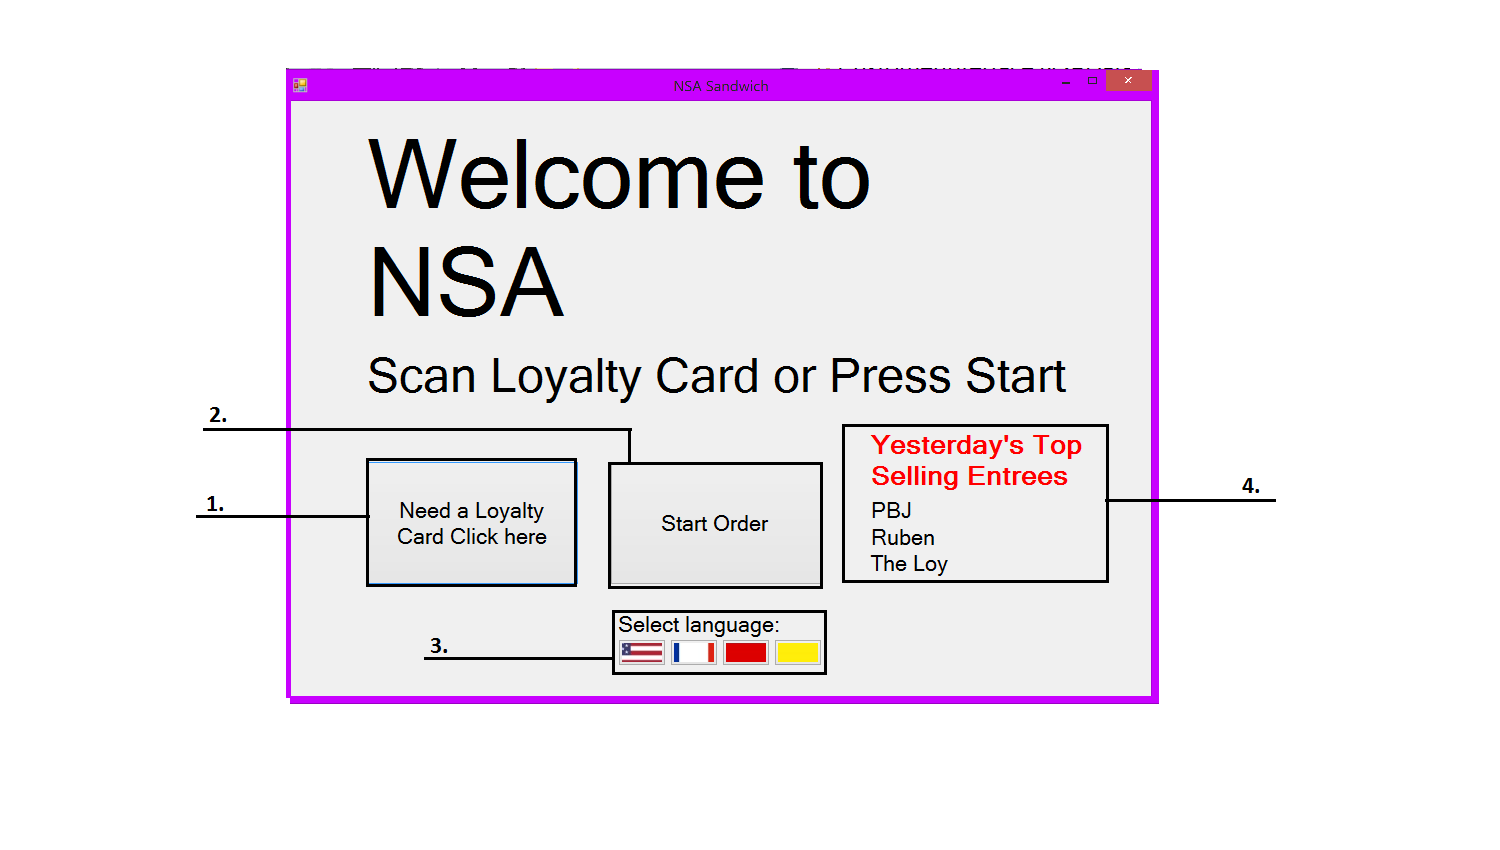 NSA Sandwich
Welcome to
NSA
Scan Loyalty Card or Press Start
2.
1.
Need a Loyalty
Card Click here
Start Order
Yesterday's Top
Selling Entrees
PBJ
Ruben
The Loy
4.
3.
Select language: